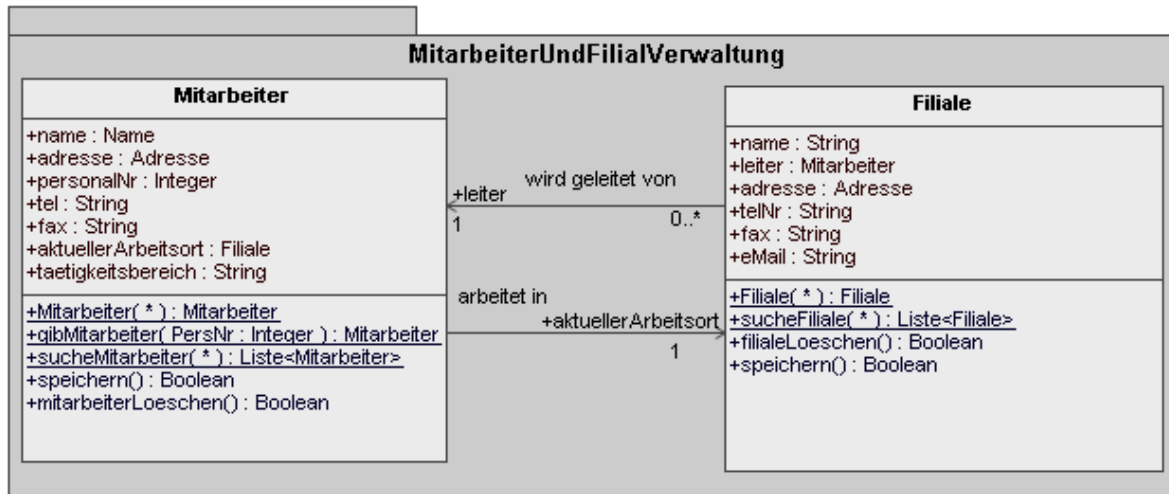 MitarbeiterUndFilialVerwaltung
Mitarbeiter
+name : Name
+adresse : Adresse
+personalNr : Integer
+tel : String
+fax : String
+aktuellerArbeitsort : Filiale
+taetigkeitsbereich : String
+Mitarbeiter( * ) : Mitarbeiter
+gibMitarbeiter( PersNr : Integer ) : Mitarbeiter
+sucheMitarbeiter( * ) : Liste<Mitarbeiter>
+speichern() : Boolean
+mitarbeiterLoeschen() : Boolean
wird geleitet von
+leiter
1
0..*
arbeitet in
+aktuellerArbeitsort
1
Filiale
+name : String
+leiter : Mitarbeiter
+adresse : Adresse
+telNr : String
+fax : String
+eMail : String
+Filiale( * ) : Filiale
+sucheFiliale( * ) : Liste<Filiale>
+filialeLoeschen() : Boolean
+speichern() : Boolean